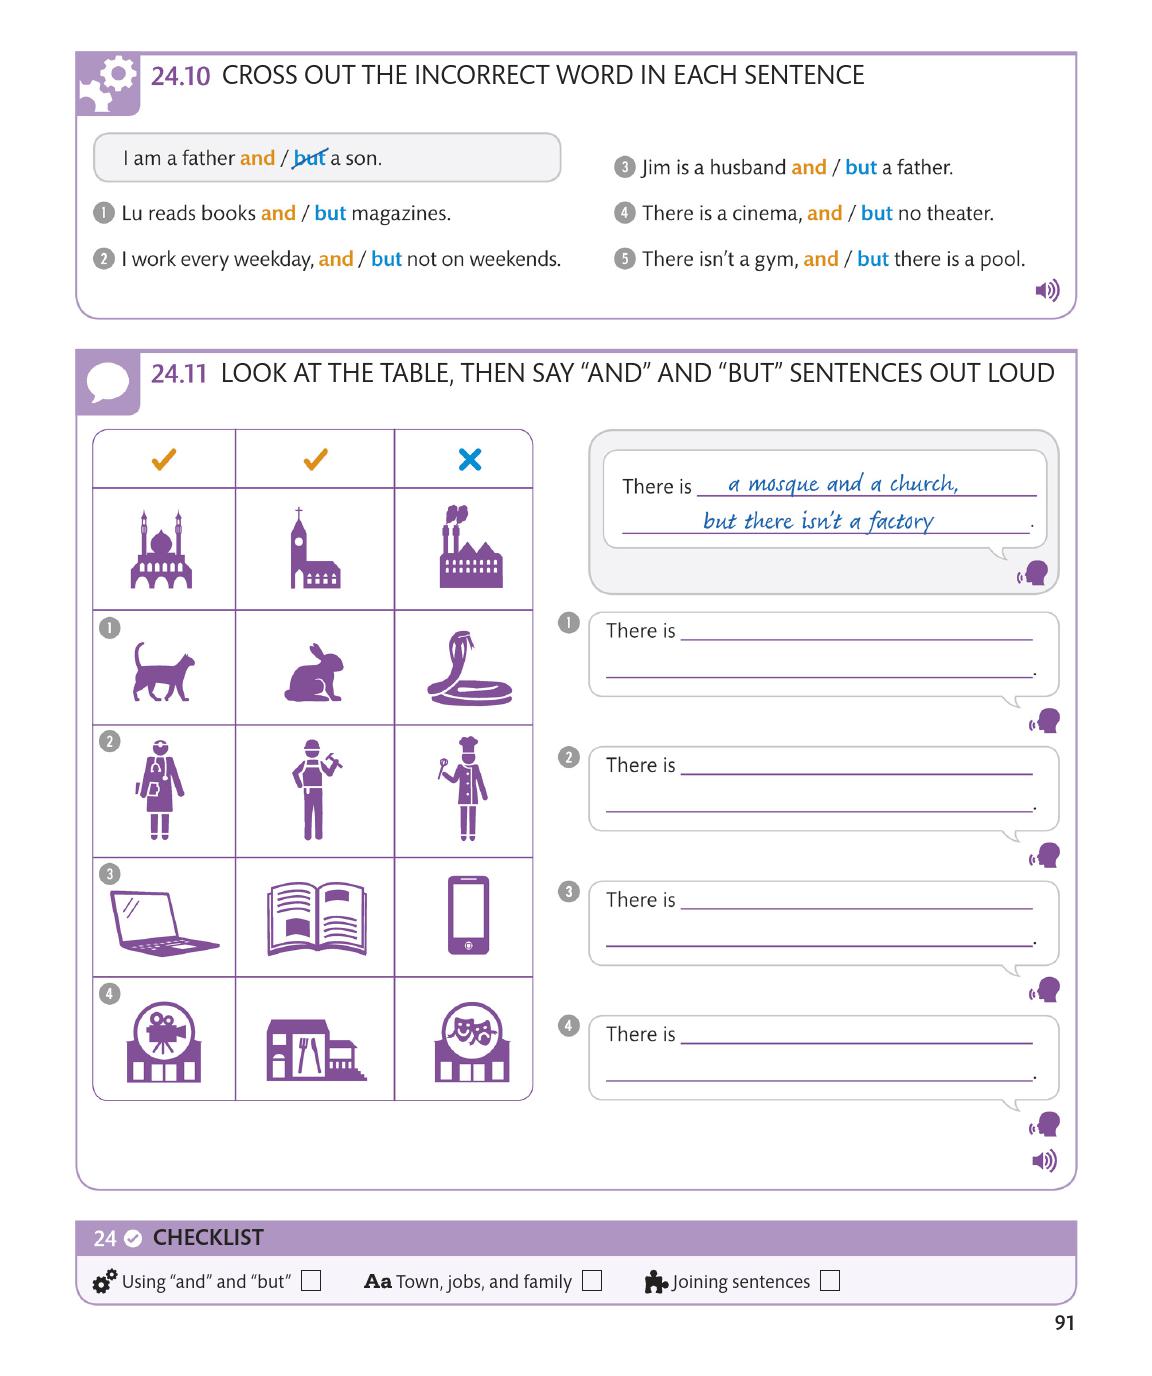 24.10 CROSS OUT THE INCORRECT WORD IN EACH SENTENCE
I am a father and / but a son.
1 Lu reads books and / but magazines.
2 I work every weekday, and / but not on weekends.
3 Jim is a husband and / but a father.
4 There is a cinema, and / but no theater.
5 There isn't a gym, and / but there is a pool.
24.11 LOOK AT THE TABLE, THEN SAY “AND” AND “BUT” SENTENCES OUT LOUD
1
2
3
4
There is a mosque and a church,
but there isn't a factory.
1 There is
.
2 There is
.
3 There is
.
4 There is
.
24 CHECKLIST
Using “and” and “but” Aa Town, jobs, and family Joining sentences
91